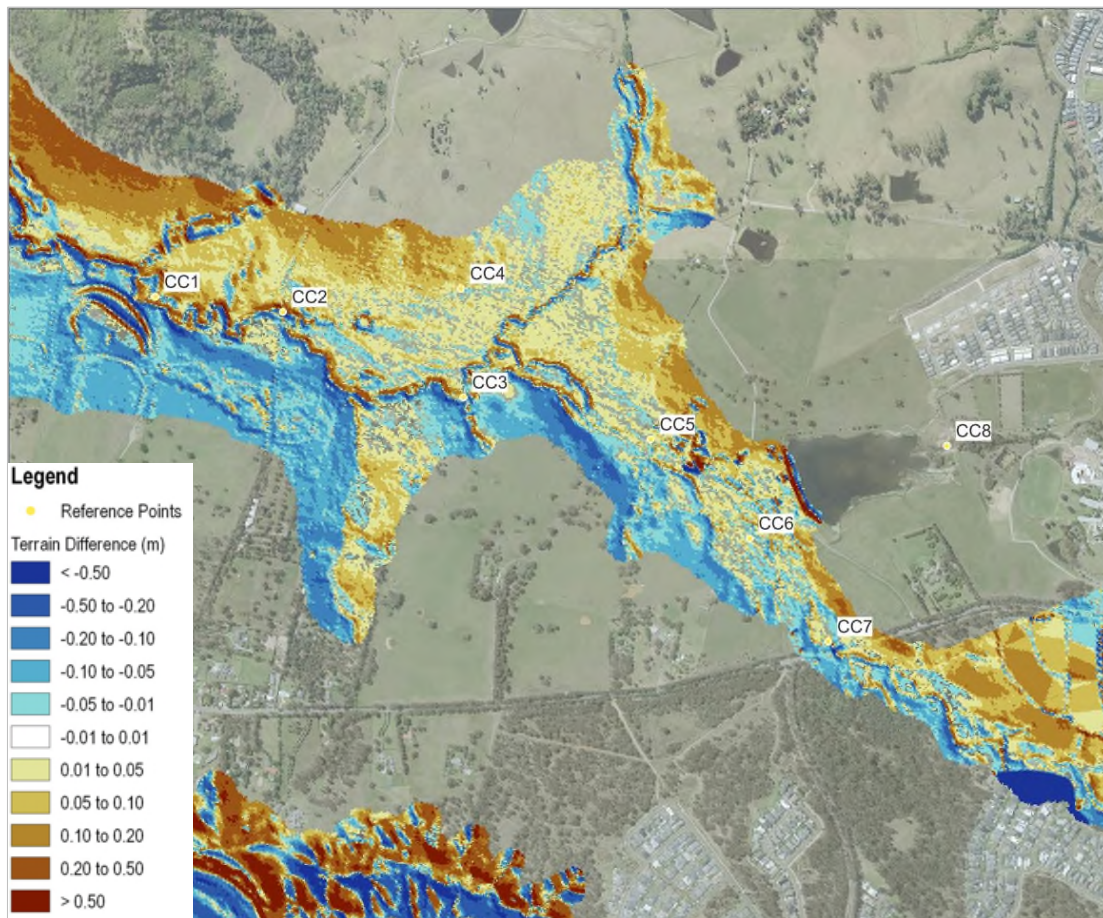 CC1
CC2
CC4
CC3
CC5
CC8
CC6
CC7
Legend
Reference Points
Terrain Difference (m)
< -0.50
-0.50 to -0.20
-0.20 to -0.10
-0.10 to -0.05
-0.05 to -0.01
-0.01 to 0.01
0.01 to 0.05
0.05 to 0.10
0.10 to 0.20
0.20 to 0.50
> 0.50